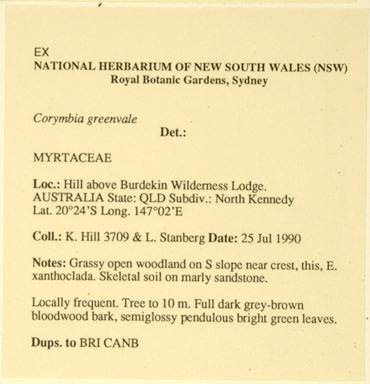 EX
NATIONAL HERBARIUM OF NEW SOUTH WALES (NSW)
Royal Botanic Gardens, Sydney
Corymbia greenvale
Det.:
MYRTACEAE
Loc.: Hill above Burdekin Wilderness Lodge.
AUSTRALIA State: QLD Subdiv.: North Kennedy
Lat. 20°24'S Long. 147°02'E
Coll.: K. Hill 3709 & L. Stanberg Date: 25 Jul 1990
Notes: Grassy open woodland on S slope near crest, this, E.
xanthoclada. Skeletal soil on marly sandstone.
Locally frequent. Tree to 10 m. Full dark grey-brown
bloodwood bark, semiglossy pendulous bright green leaves.
Dups. to BRI CANB